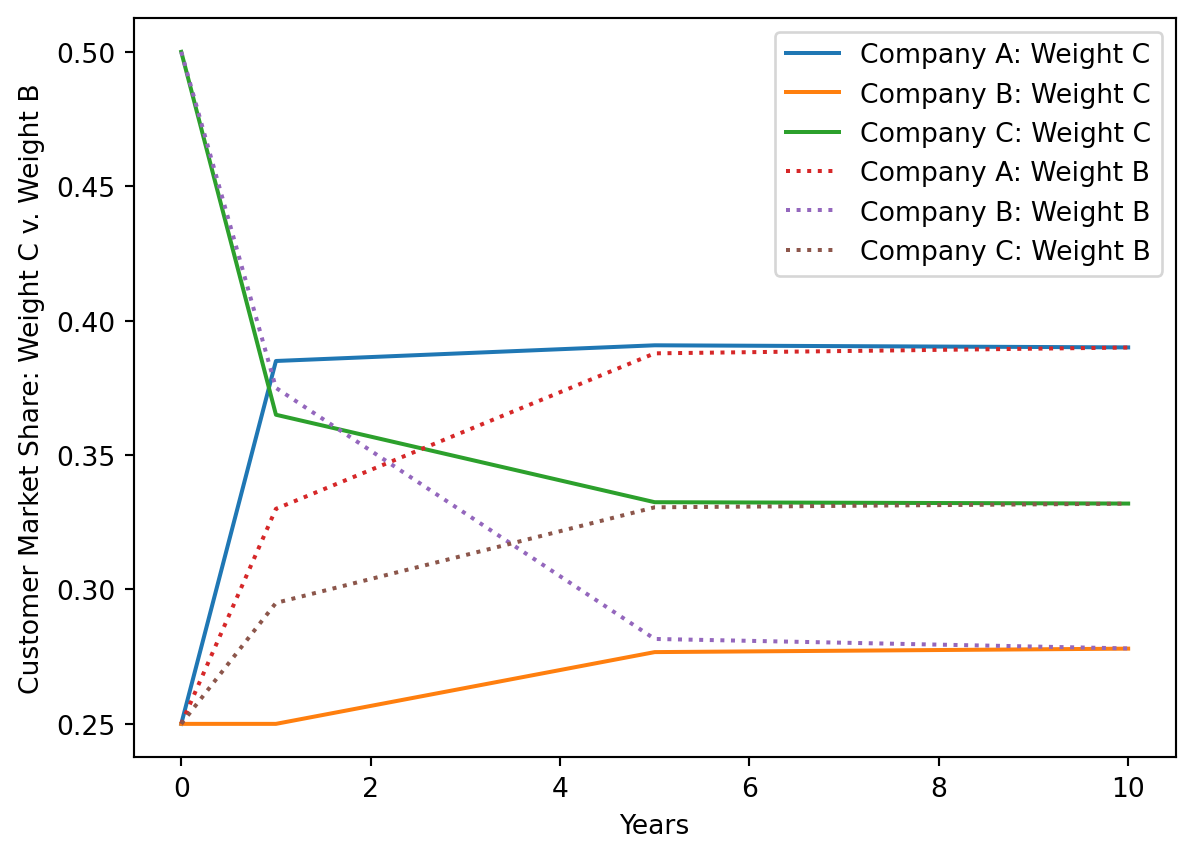 Customer Market Share: Weight C v. Weight B
0.50
0.45
0.40
0.35
0.30
0.25
Company A: Weight C
Company B: Weight C
Company C: Weight C
Company A: Weight B
Company B: Weight B
Company C: Weight B
0 2 4 6 8 10
Years